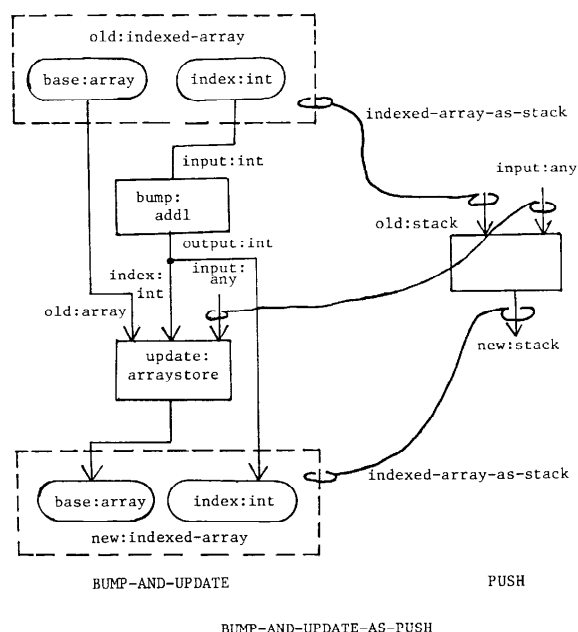 old:indexed-array
base:array
index:int
indexed-array-as-stack
input:int
input:any
bump:
add1
old:stack
output:int
index:
int
input:
any
old:array
update:
arraystore
new:stack
base:array
index:int
indexed-array-as-stack
new:indexed-array
BUMP-AND-UPDATE
PUSH
BUMP-AND-UPDATE-AS-PUSH